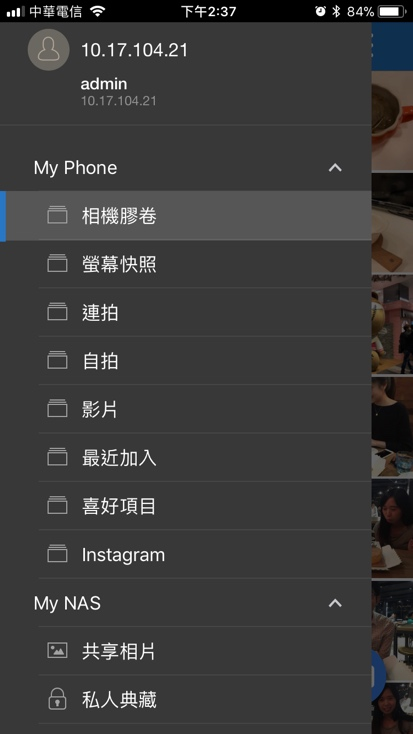 中華電信 下午2:37 84%
10.17.104.21
admin
10.17.104.21
My Phone
相機膠卷
螢幕快照
連拍
自拍
影片
最近加入
喜好項目
Instagram
My NAS
共享相片
私人典藏